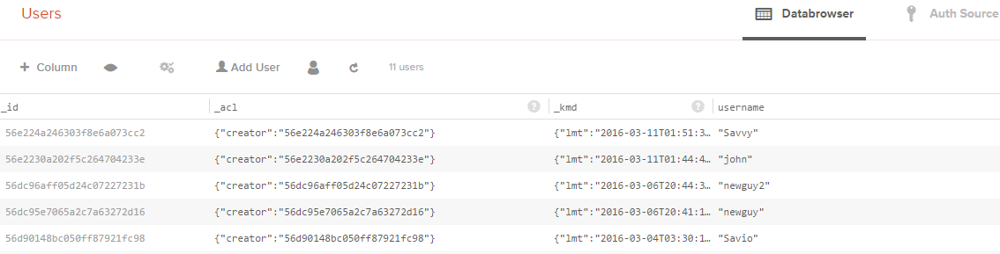 Users Databrowser Auth Source
+ Column Add User 11 users
_id _acl ? _kmd ? username
56e224a246303f8e6a073cc2 {"creator":"56e224a246303f8e6a073cc2"} {"lmt":"2016-03-11T01:51:3… "Savvy"
56e2230a202f5c264704233e {"creator":"56e2230a202f5c264704233e"} {"lmt":"2016-03-11T01:44:4… "john"
56dc96aff05d24c07227231b {"creator":"56dc96aff05d24c07227231b"} {"lmt":"2016-03-06T20:44:3… "newguy2"
56dc95e7065a2c7a63272d16 {"creator":"56dc95e7065a2c7a63272d16"} {"lmt":"2016-03-06T20:41:1… "newguy"
56d90148bc050ff87921fc98 {"creator":"56d90148bc050ff87921fc98"} {"lmt":"2016-03-04T03:30:1… "Savio"